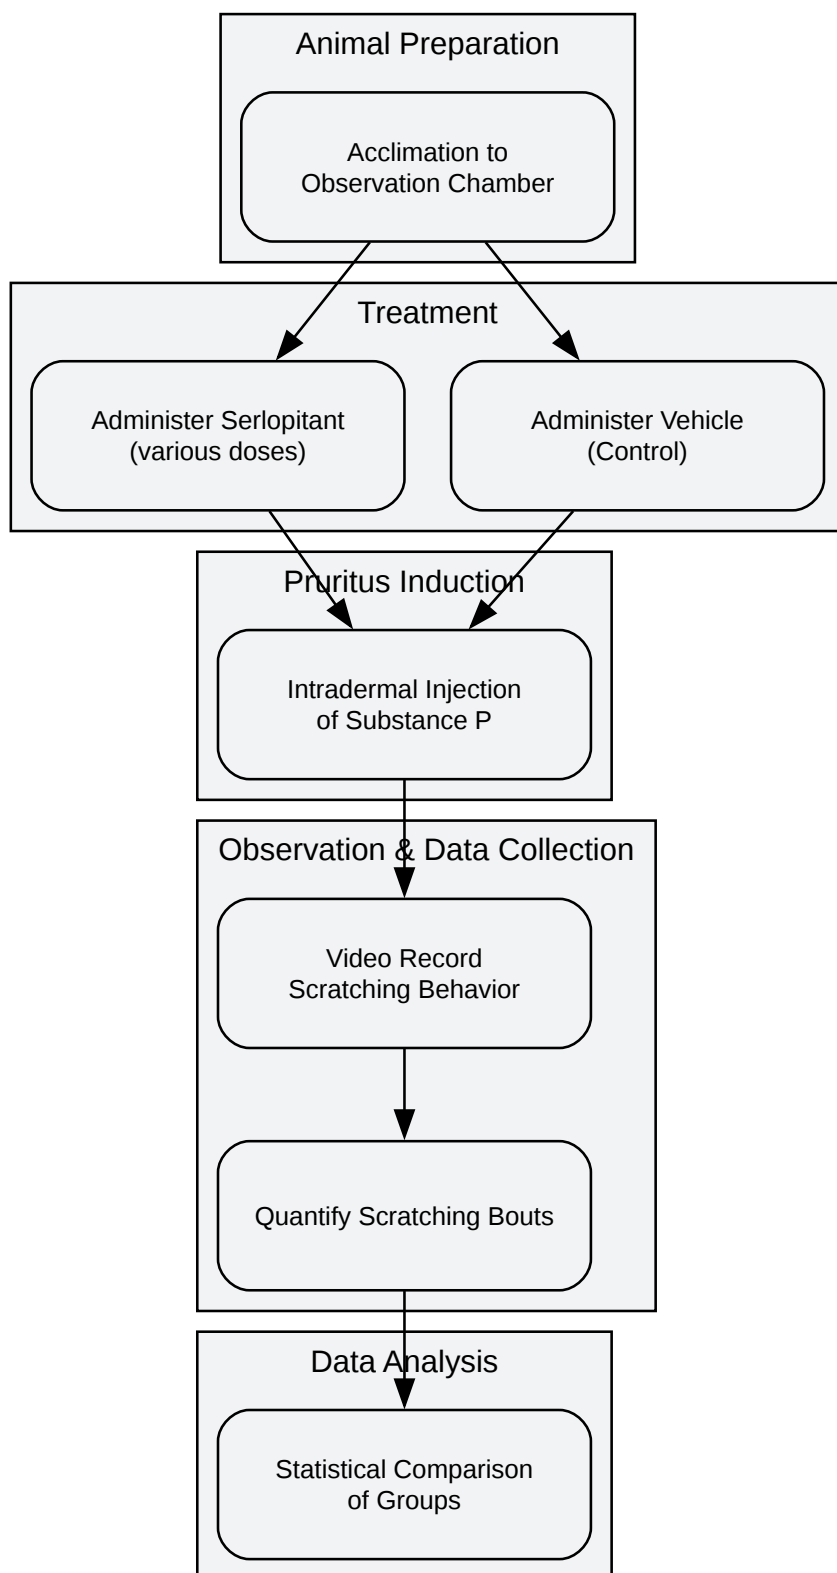 Animal Preparation
Acclimation to
Observation Chamber
Treatment
Administer Serlopitant
(various doses)
Administer Vehicle
(Control)
Pruritus Induction
Intradermal Injection
of Substance P
Observation & Data Collection
Video Record
Scratching Behavior
Quantify Scratching Bouts
Data Analysis
Statistical Comparison
of Groups